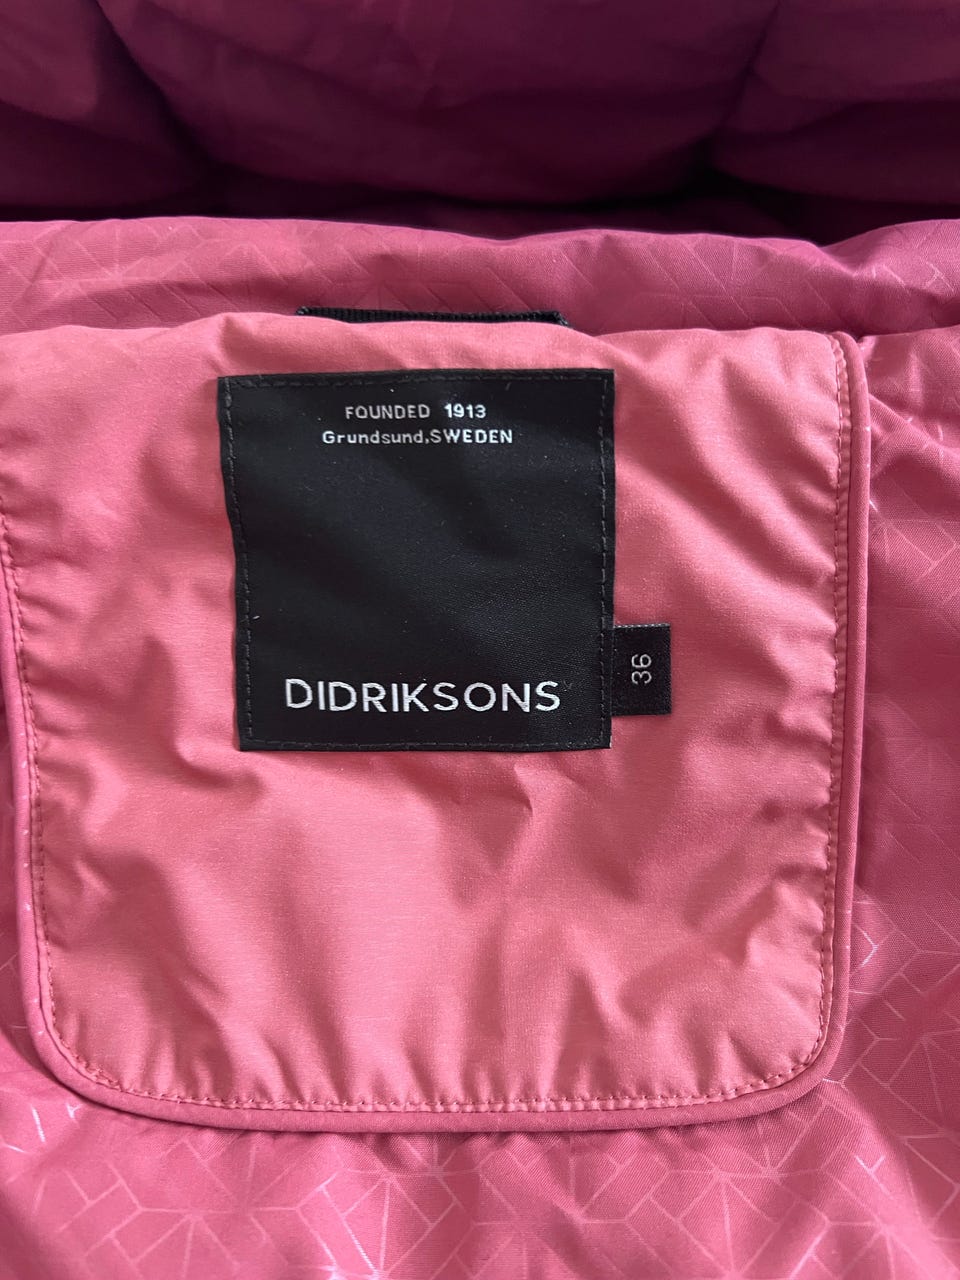 FOUNDED 1913
Grundsund,SWEDEN
DIDRIKSONS
36